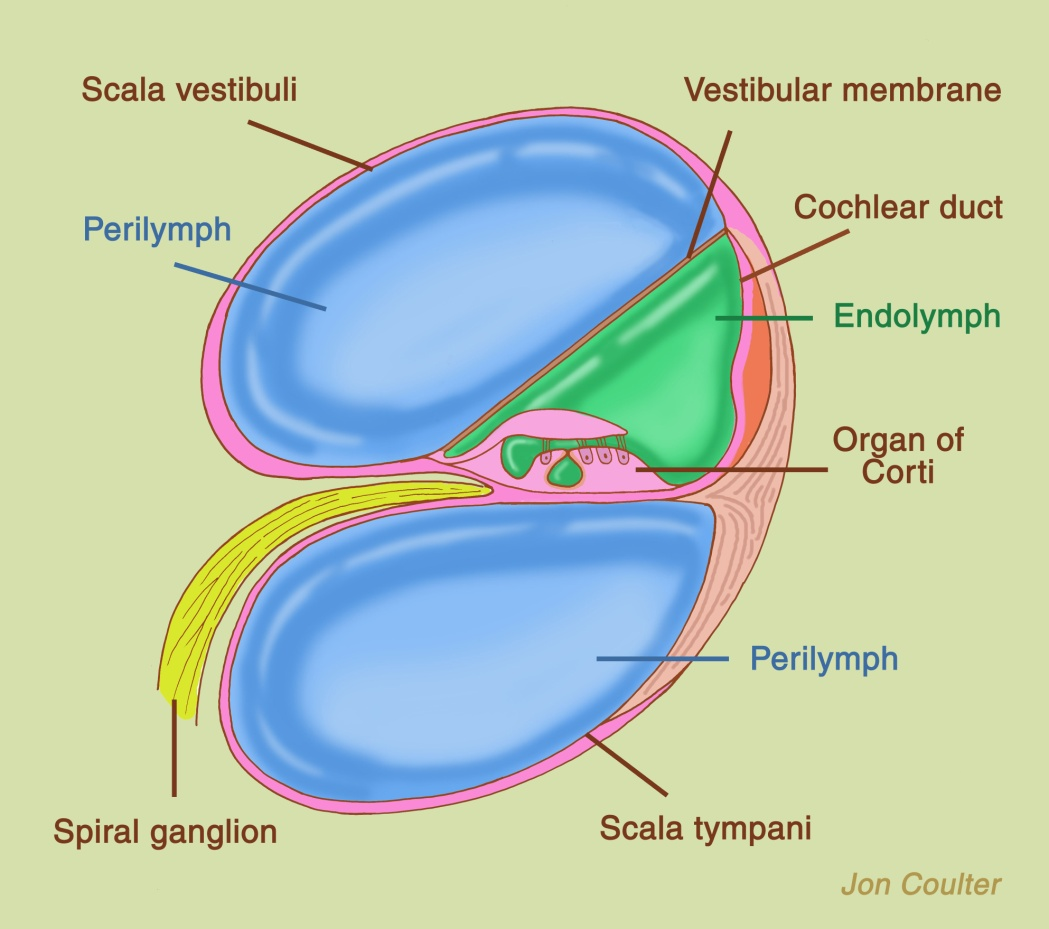 Scala vestibuli
Vestibular membrane
Perilymph
Cochlear duct
Endolymph
Organ of
Corti
Perilymph
Spiral ganglion
Scala tympani
Jon Coulter